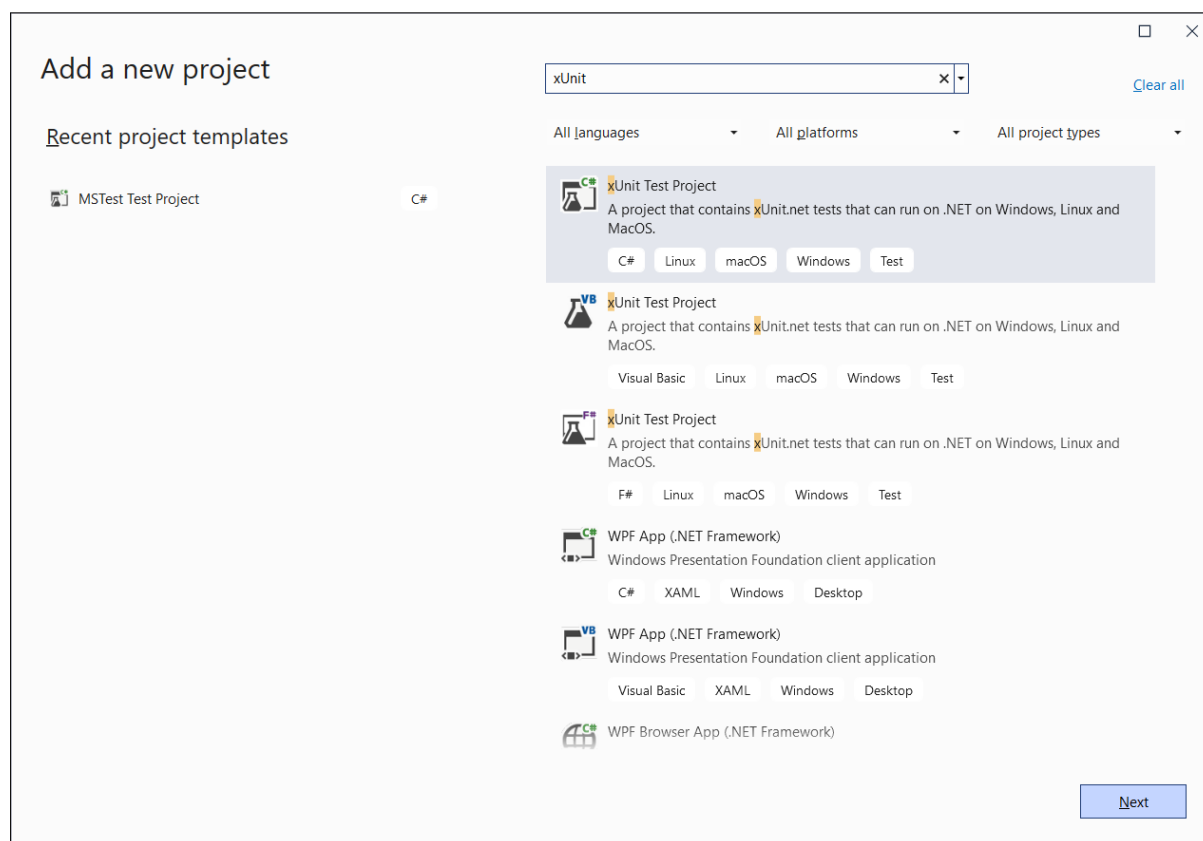 Add a new project
xUnit
Clear all
Recent project templates
All languages
All platforms
All project types
MSTest Test Project
C#
C#
xUnit Test Project
A project that contains xUnit.net tests that can run on .NET on Windows, Linux and
MacOS.
C# Linux macOS Windows Test
VB
xUnit Test Project
A project that contains xUnit.net tests that can run on .NET on Windows, Linux and
MacOS.
Visual Basic Linux macOS Windows Test
F#
xUnit Test Project
A project that contains xUnit.net tests that can run on .NET on Windows, Linux and
MacOS.
F# Linux macOS Windows Test
C#
WPF App (.NET Framework)
Windows Presentation Foundation client application
C# XAML Windows Desktop
VB
WPF App (.NET Framework)
Windows Presentation Foundation client application
Visual Basic XAML Windows Desktop
C#
WPF Browser App (.NET Framework)
Next